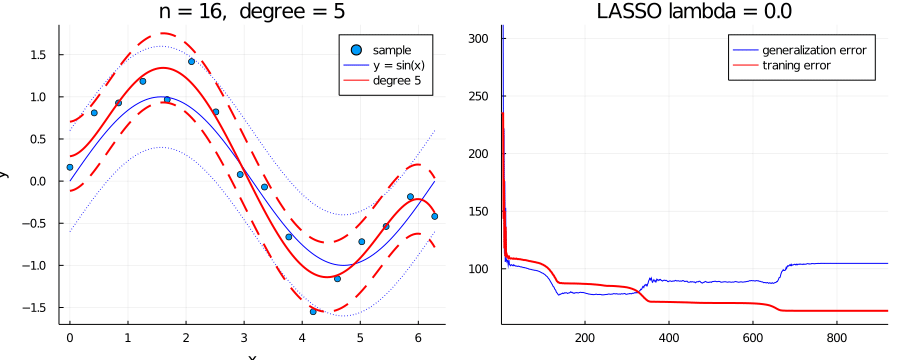 n = 16, degree = 5
LASSO lambda = 0.0
sample
y = sin(x)
degree 5
generalization error
traning error
1.5
1.0
0.5
0.0
−0.5
−1.0
−1.5
0 1 2 3 4 5 6
x
y
300
250
200
150
100
200 400 600 800